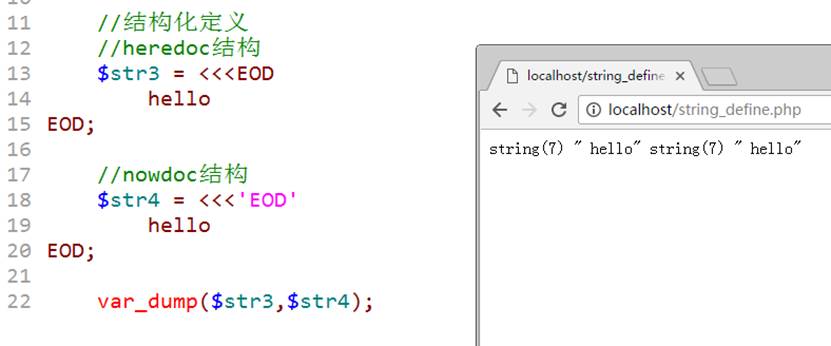 11 //结构化定义
12 //heredoc结构
13 $str3 = <<<EOD
14 hello
15 EOD;
16
17 //nowdoc结构
18 $str4 = <<<'EOD'
19 hello
20 EOD;
21
22 var_dump($str3,$str4);
localhost/string_define
localhost/string_define.php
string(7) " hello" string(7) " hello"